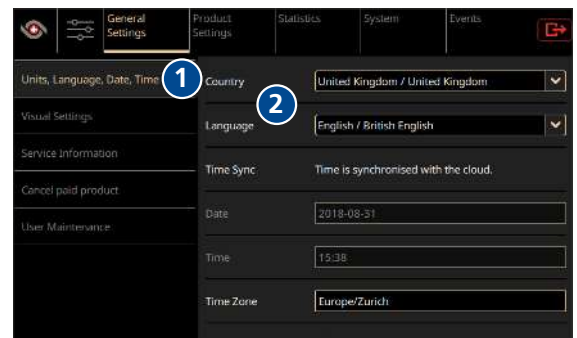 General Settings
Product Settings
Statistics
System
Events
Units, Language, Date, Time
1
Country
United Kingdom / United Kingdom
2
Visual Settings
Language
English / British English
Service Information
Time Sync
Time is synchronised with the cloud.
Cancel paid product
Date
2018-08-31
User Maintenance
Time
15:38
Time Zone
Europe/Zurich